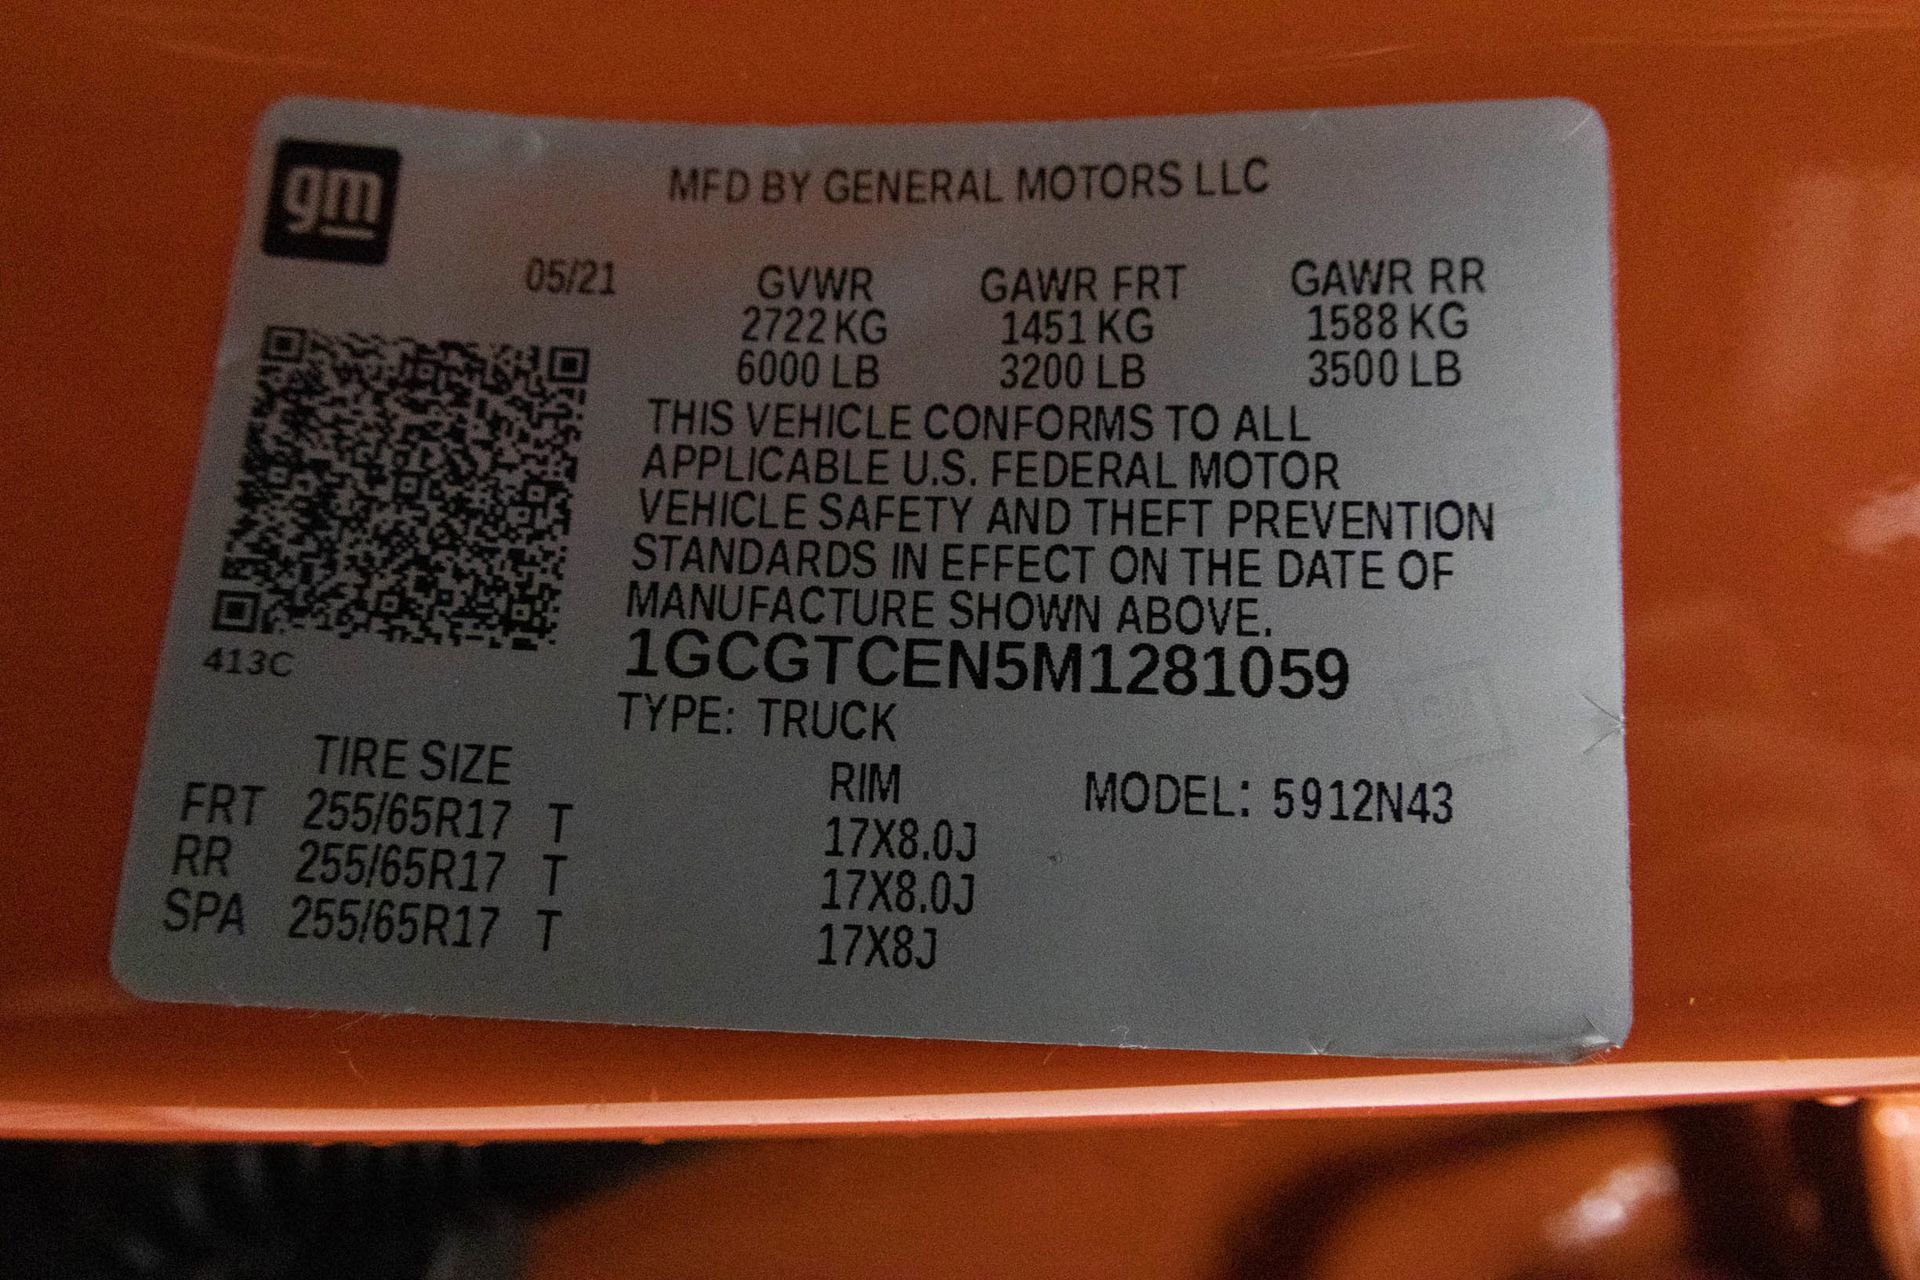 gm
MFD BY GENERAL MOTORS LLC
05/21 GVWR GAWR FRT GAWR RR
2722 KG 1451 KG 1588 KG
6000 LB 3200 LB 3500 LB
THIS VEHICLE CONFORMS TO ALL
APPLICABLE U.S. FEDERAL MOTOR
VEHICLE SAFETY AND THEFT PREVENTION
STANDARDS IN EFFECT ON THE DATE OF
MANUFACTURE SHOWN ABOVE.
413C
1GCGTCEN5M1281059
TYPE: TRUCK
TIRE SIZE RIM MODEL: 5912N43
FRT 255/65R17 T 17X8.0J
RR 255/65R17 T 17X8.0J
SPA 255/65R17 T 17X8J